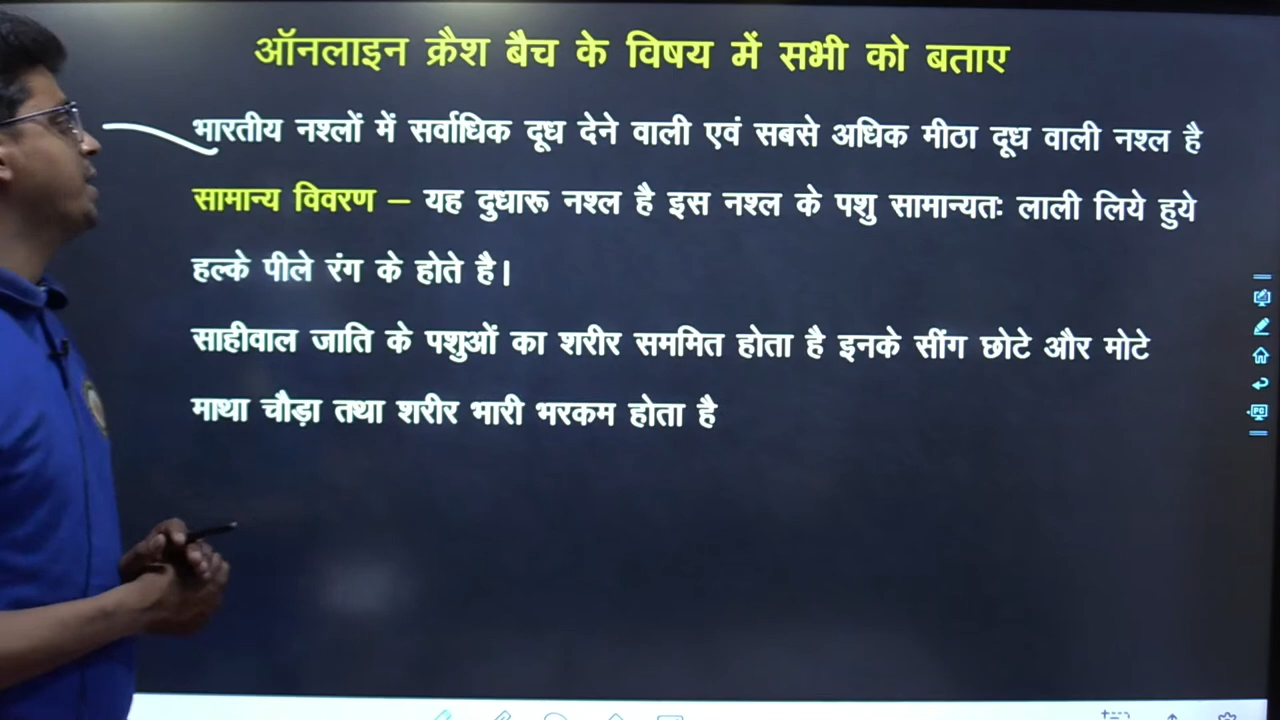 ऑनलाइन क्रैश बैच के विषय में सभी को बताए
भारतीय नश्लों में सर्वाधिक दूध देने वाली एवं सबसे अधिक मीठा दूध वाली नश्ल है
सामान्य विवरण – यह दुधारू नश्ल है इस नश्ल के पशु सामान्यतः लाली लिये हुये
हल्के पीले रंग के होते है।
साहीवाल जाति के पशुओं का शरीर सममित होता है इनके सींग छोटे और मोटे
माथा चौड़ा तथा शरीर भारी भरकम होता है